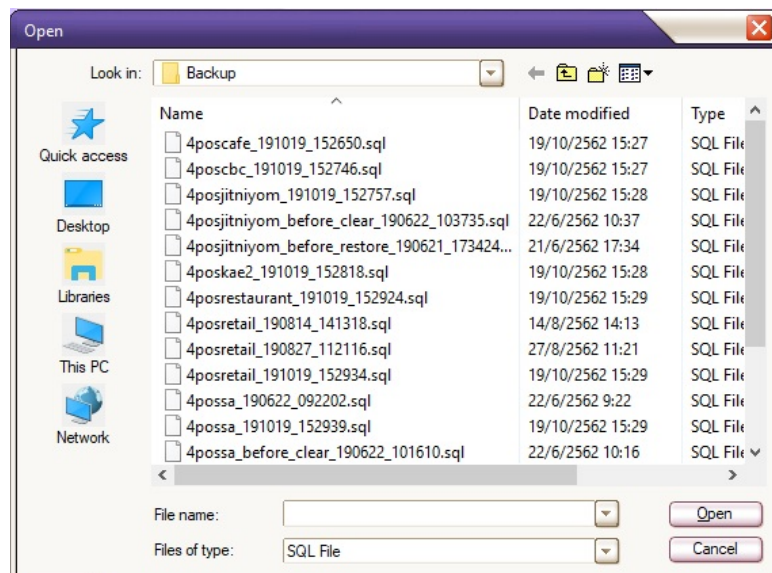 Open
Look in: Backup
Name Date modified Type
4poscafe_191019_152650.sql 19/10/2562 15:27 SQL File
4poscbc_191019_152746.sql 19/10/2562 15:27 SQL File
4posjitniyom_191019_152757.sql 19/10/2562 15:28 SQL File
4posjitniyom_before_clear_190622_103735.sql 22/6/2562 10:37 SQL File
4posjitniyom_before_restore_190621_173424... 21/6/2562 17:34 SQL File
4poskae2_191019_152818.sql 19/10/2562 15:28 SQL File
4posrestaurant_191019_152924.sql 19/10/2562 15:29 SQL File
4posretail_190814_141318.sql 14/8/2562 14:13 SQL File
4posretail_190827_112116.sql 27/8/2562 11:21 SQL File
4posretail_191019_152934.sql 19/10/2562 15:29 SQL File
4possa_190622_092202.sql 22/6/2562 9:22 SQL File
4possa_191019_152939.sql 19/10/2562 15:29 SQL File
4possa_before_clear_190622_101610.sql 22/6/2562 10:16 SQL File
Quick access
Desktop
Libraries
This PC
Network
File name: Open
Files of type: SQL File Cancel